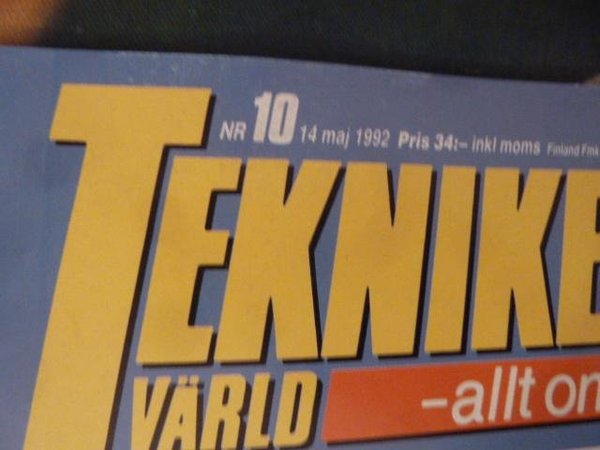 NR 10 14 maj 1992 Pris 34:- inkl moms Finland Fmk
TEKNIKE
VÄRLD
-allt om